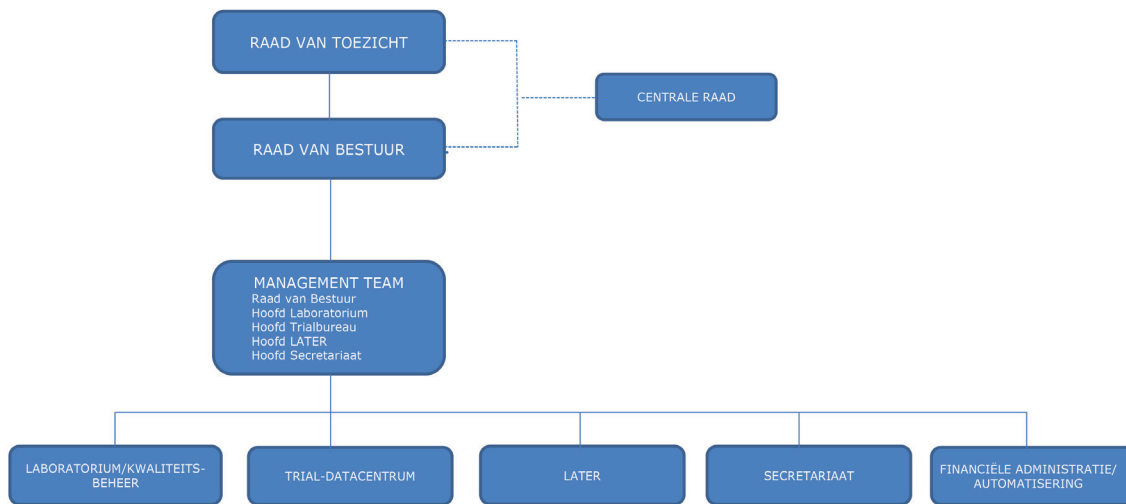 RAAD VAN TOEZICHT
CENTRALE RAAD
RAAD VAN BESTUUR
MANAGEMENT TEAM
Raad van Bestuur
Hoofd Laboratorium
Hoofd Trialbureau
Hoofd LATER
Hoofd Secretariaat
LABORATORIUM/KWALITEITS-
BEHEER
TRIAL-DATACENTRUM
LATER
SECRETARIAAT
FINANCIËLE ADMINISTRATIE/
AUTOMATISERING